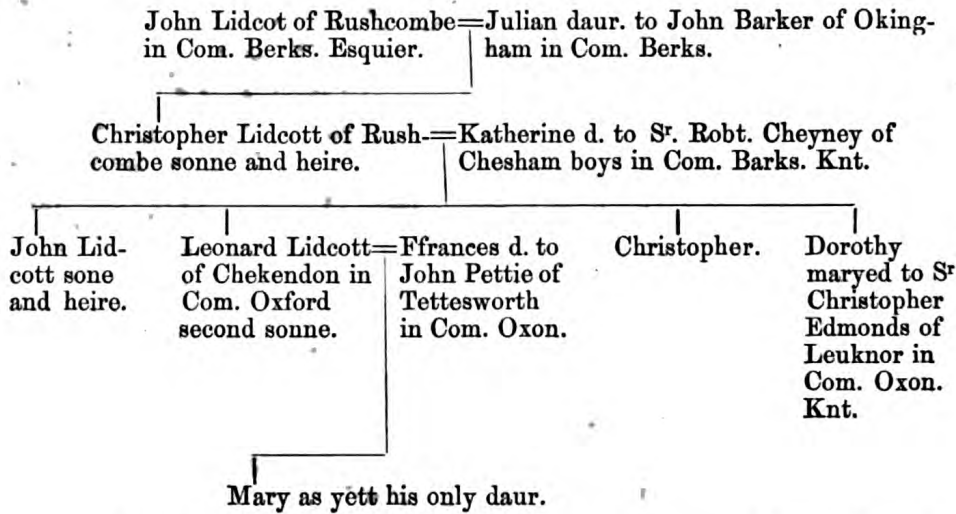 John Lidcot of Rushcombe=Julian daur. to John Barker of Oking-
in Com. Berks. Esquier.
ham in Com. Berks.
Christopher Lidcott of Rush-=Katherine d. to Sʳ. Robt. Cheyney of
combe sonne and heire.
Chesham boys in Com. Barks. Knt.
John Lid-
cott sone
and heire.
Leonard Lidcott=Ffrances d. to
of Chekendon in
Com. Oxford
second sonne.
John Pettie of
Tettesworth
in Com. Oxon.
Christopher.
Dorothy
maryed to Sʳ
Christopher
Edmonds of
Leuknor in
Com. Oxon.
Knt.
Mary as yett his only daur.